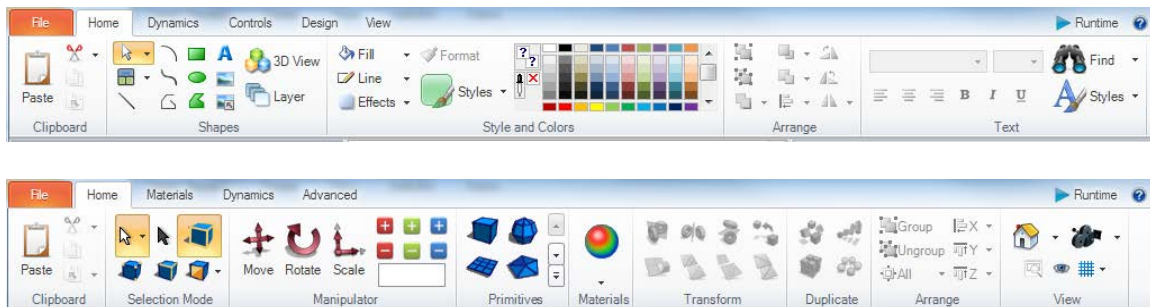 File Home Dynamics Controls Design View Runtime
Fill Format Find
3D View
Line
Styles
Layer
Paste Effects Styles
A
B I U
Clipboard Shapes Style and Colors Arrange Text
File Home Materials Dynamics Advanced Runtime
Group X
Ungroup Y
Paste Move Rotate Scale All Z
Clipboard Selection Mode Manipulator Primitives Materials Transform Duplicate Arrange View